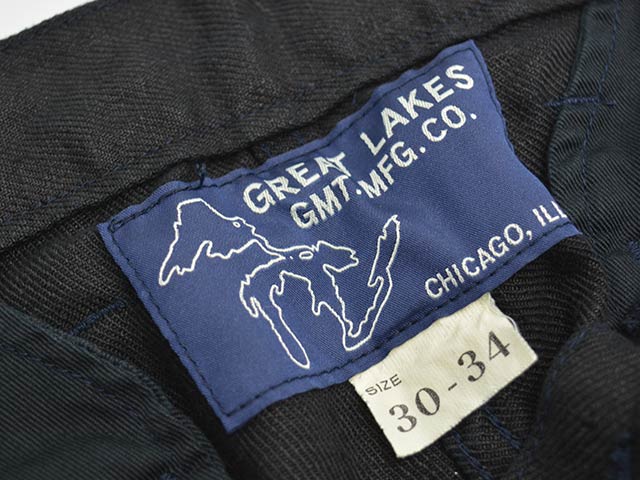 GREAT LAKES
GMT. MFG. CO.
CHICAGO, ILL
SIZE
30-34